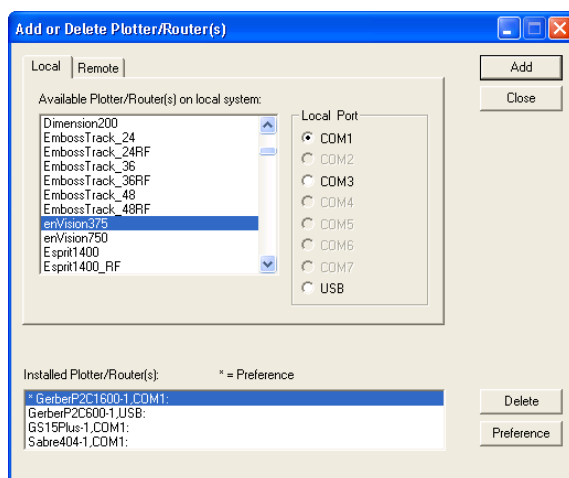 Add or Delete Plotter/Router(s)
Local Remote
Add
Close
Available Plotter/Router(s) on local system:
Dimension200
EmbossTrack_24
EmbossTrack_24RF
EmbossTrack_36
EmbossTrack_36RF
EmbossTrack_48
EmbossTrack_48RF
enVision375
enVision750
Esprit1400
Esprit1400_RF
Local Port
COM1
COM2
COM3
COM4
COM5
COM6
COM7
USB
Installed Plotter/Router(s): * = Preference
* GerberP2C1600-1,COM1:
GerberP2C600-1,USB:
GS15Plus-1,COM1:
Sabre404-1,COM1:
Delete
Preference